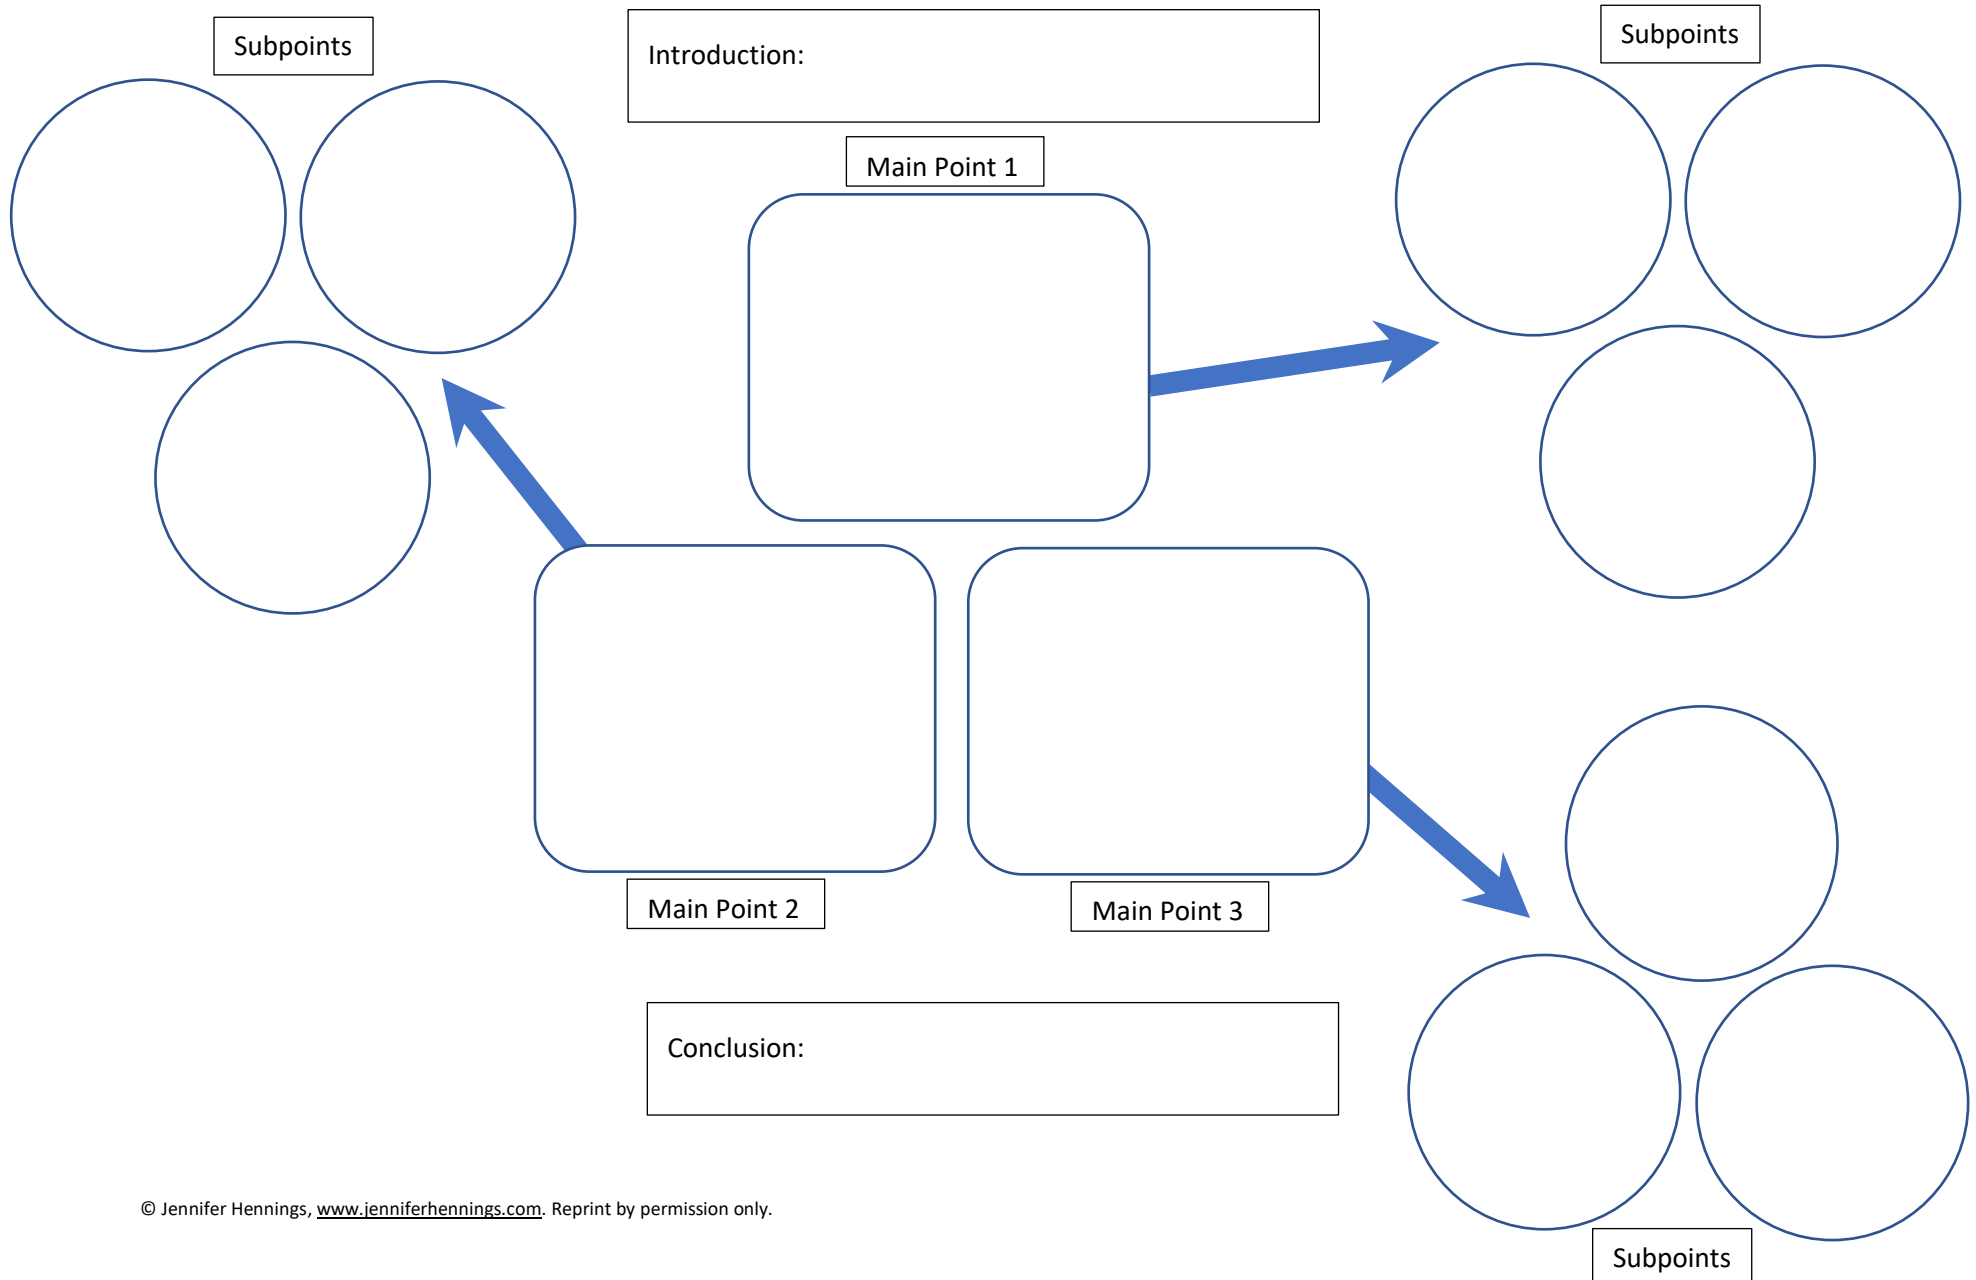 Subpoints
Introduction:
Subpoints
Main Point 1
Main Point 2
Main Point 3
Conclusion:
© Jennifer Hennings, www.jenniferhennings.com. Reprint by permission only.
Subpoints